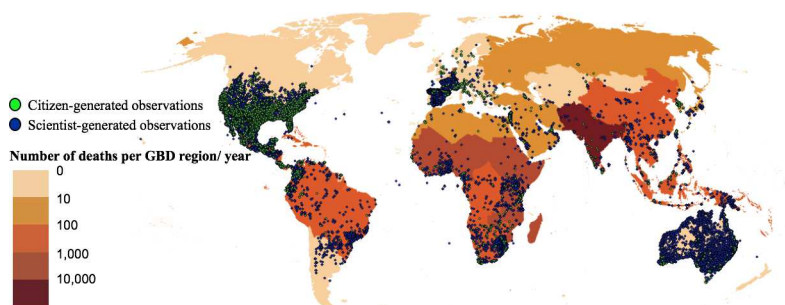 Citizen-generated observations
Scientist-generated observations
Number of deaths per GBD region/ year
0
10
100
1,000
10,000